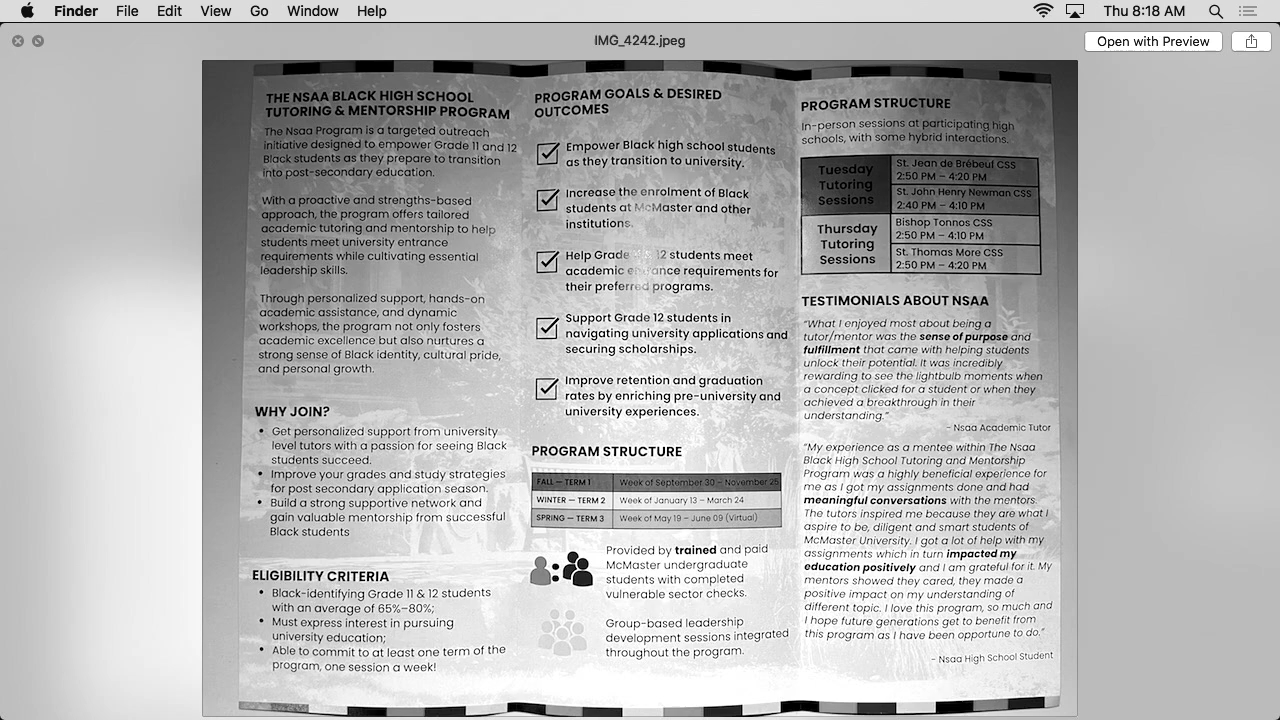 Finder File Edit View Go Window Help Thu 8:18 AM
IMG_4242.jpeg
Open with Preview
THE NSAA BLACK HIGH SCHOOL
TUTORING & MENTORSHIP PROGRAM
The Nsaa Program is a targeted outreach
initiative designed to empower Grade 11 and 12
Black students as they prepare to transition
into post-secondary education.
With a positive and strengths-based
approach, the program offers tailored
academic tutoring and mentorship to help
students meet university entrance
requirements while cultivating essential
leadership skills.
Through personalized support, hands-on
academic assistance, and dynamic
workshops, the program not only fosters
academic excellence but also nurtures a
strong sense of Black identity, cultural pride,
and personal growth.
WHY JOIN?
• Get personalized support from university
level tutors with a passion for seeing Black
students succeed.
• Improve your grades and study strategies
for post secondary application season.
• Build a strong supportive network and
gain valuable mentorship from successful
Black students
ELIGIBILITY CRITERIA
• Black-identifying Grade 11 & 12 students
with an average of 65%–80%;
• Must express interest in pursuing
university education;
• Able to commit to at least one term of the
program, one session a week!
PROGRAM GOALS & DESIRED
OUTCOMES
Empower Black high school students
as they transition to university.
Increase the enrolment of Black
students at McMaster and other
institutions.
Help Grade 12 students meet
academic entrance requirements for
their preferred programs.
Support Grade 12 students in
navigating university applications and
securing scholarships.
Improve retention and graduation
rates by enriching pre-university and
university experiences.
PROGRAM STRUCTURE
FALL — TERM 1 Week of September 30 – November 25
WINTER — TERM 2 Week of January 13 – March 24
SPRING — TERM 3 Week of May 19 – June 09 (Virtual)
Provided by trained and paid
McMaster undergraduate
students with completed
vulnerable sector checks.
Group-based leadership
development sessions integrated
throughout the program.
PROGRAM STRUCTURE
In-person sessions at participating high
schools, with some hybrid interactions.
Tuesday
Tutoring
Sessions
St. Jean de Brébeuf CSS
2:50 PM – 4:20 PM
St. John Henry Newman CSS
2:40 PM – 4:10 PM
Thursday
Tutoring
Sessions
Bishop Tonnos CSS
2:50 PM – 4:10 PM
St. Thomas More CSS
2:50 PM – 4:20 PM
TESTIMONIALS ABOUT NSAA
“What I enjoyed most about being a
tutor/mentor was the sense of purpose and
fulfillment that came with helping students
unlock their potential. It was incredibly
rewarding to see the lightbulb moments when
a concept clicked for a student or when they
achieved a breakthrough in their
understanding.”
- Nsaa Academic Tutor
“My experience as a mentee within The Nsaa
Black High School Tutoring and Mentorship
Program was a highly beneficial experience for
me as I got my assignments done and had
meaningful conversations with the mentors.
The tutors inspired me because they are what I
aspire to be, diligent and smart students of
McMaster University. I got a lot of help with my
assignments which in turn impacted my
education positively and I am grateful for it. My
mentors showed they cared, they made a
positive impact on my understanding of
different topic. I love this program, so much and
I hope future generations get to benefit from
this program as I have been opportune to do.”
- Nsaa High School Student